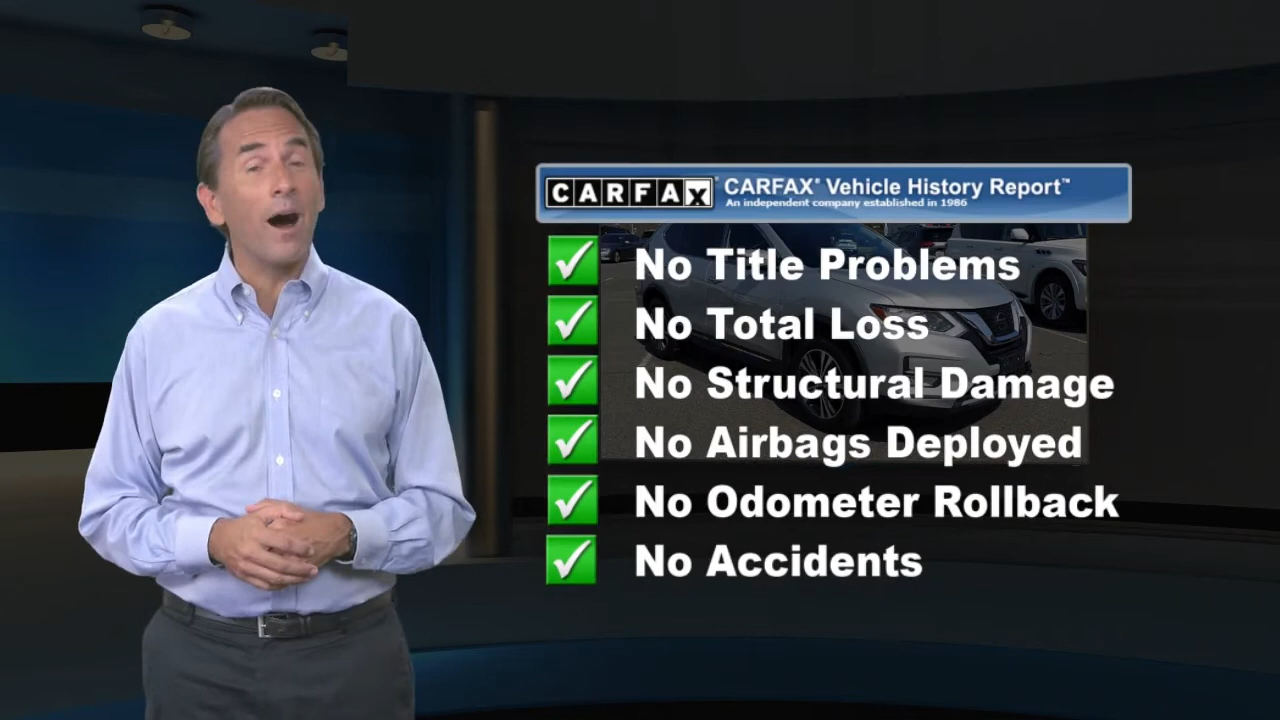 CARFAX® CARFAX® Vehicle History Report™
An independent company established in 1986
No Title Problems
No Total Loss
No Structural Damage
No Airbags Deployed
No Odometer Rollback
No Accidents